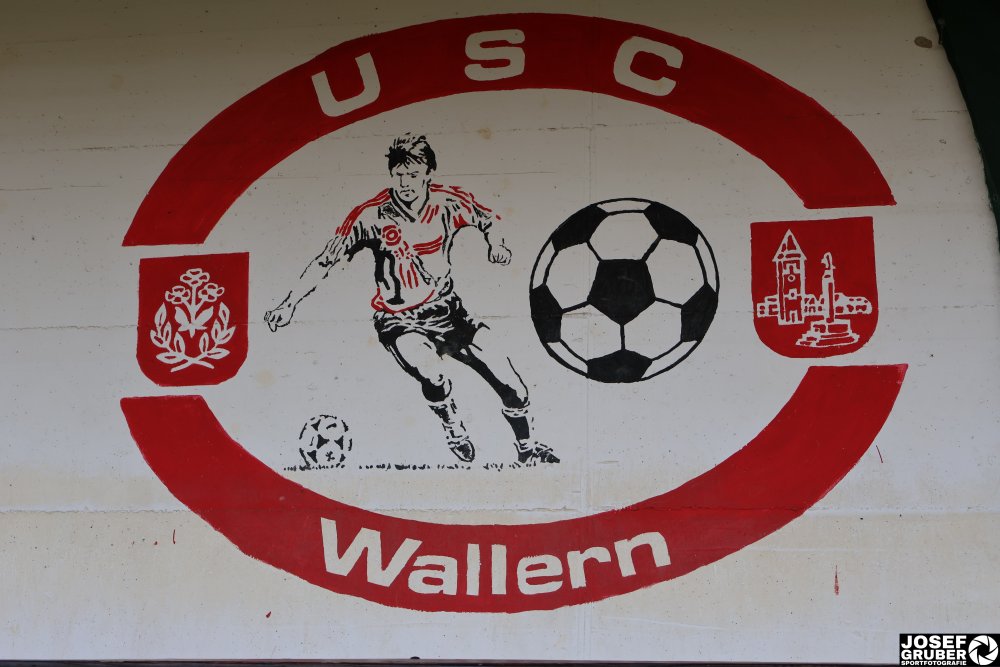 USC
Wallern
JOSEF
GRUBER
SPORTFOTOGRAFIE